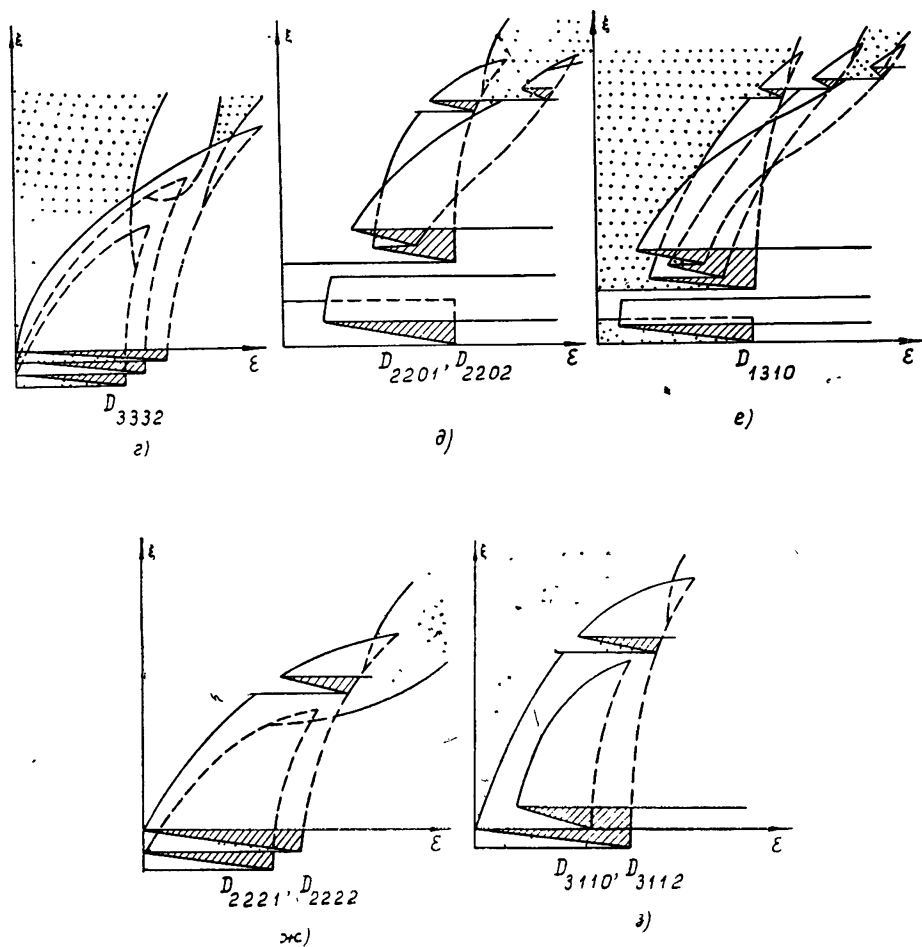 ξ
ε
D3332
г)
ξ
ε
D2201, D2202
д)
ξ
ε
D1310
е)
ξ
ε
D2221, D2222
ж)
ξ
ε
D3110, D3112
з)